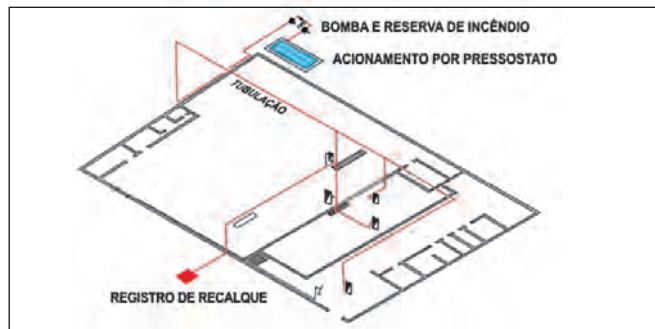 BOMBA E RESERVA DE INCÊNDIO
ACIONAMENTO POR PRESSOSTATO
TUBULAÇÃO
REGISTRO DE RECALQUE